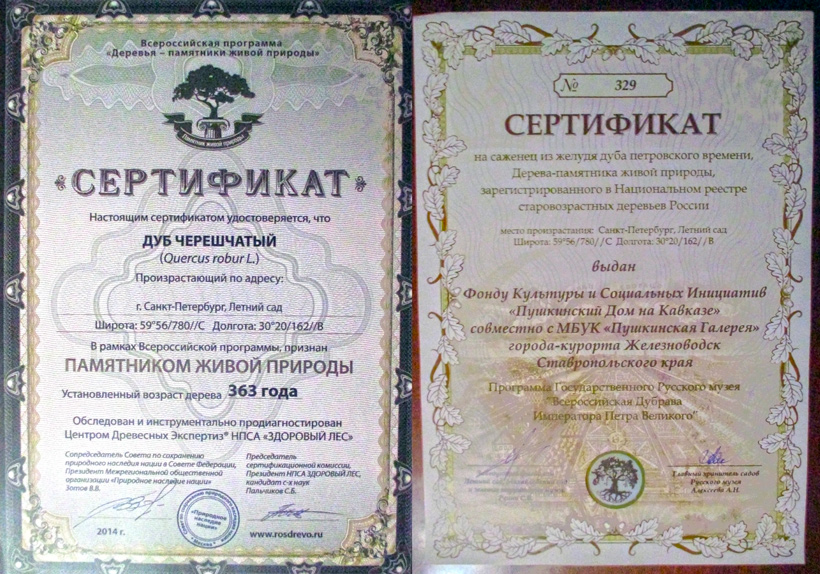 Всероссийская программа
«Деревья – памятники живой природы»
Памятник живой природы
«СЕРТИФИКАТ»
Настоящим сертификатом удостоверяется, что
ДУБ ЧЕРЕШЧАТЫЙ
(Quercus robur L.)
Произрастающий по адресу:
г. Санкт-Петербург, Летний сад
Широта: 59°56/780//С Долгота: 30°20/162//В
В рамках Всероссийской программы, признан
ПАМЯТНИКОМ ЖИВОЙ ПРИРОДЫ
Установленный возраст дерева 363 года
Обследован и инструментально продиагностирован
Центром Древесных Экспертиз® НПСА «ЗДОРОВЫЙ ЛЕС»
Сопредседатель Совета по сохранению
природного наследия нации в Совете Федерации,
Президент Межрегиональной общественной
организации «Природное наследие нации»
Зотов В.В.
Председатель
сертификационной комиссии,
Президент НПСА ЗДОРОВЫЙ ЛЕС,
кандидат с-х наук
Пальчиков С.Б.
«Природное
наследие
нации»
2014 г.
www.rosdrevo.ru
№ 329
СЕРТИФИКАТ
на саженец из желудя дуба петровского времени,
Дерева-памятника живой природы,
зарегистрированного в Национальном реестре
старовозрастных деревьев России
место произрастания: Санкт-Петербург, Летний сад
Широта: 59°56/780//С Долгота: 30°20/162//В
выдан
Фонду Культуры и Социальных Инициатив
«Пушкинский Дом на Кавказе»
совместно с МБУК «Пушкинская Галерея»
города-курорта Железноводск
Ставропольского края
Программа Государственного Русского музея
"Всероссийская Дубрава
Императора Петра Великого"
Главный хранитель садов
Русского музея
Алексеева А.Н.